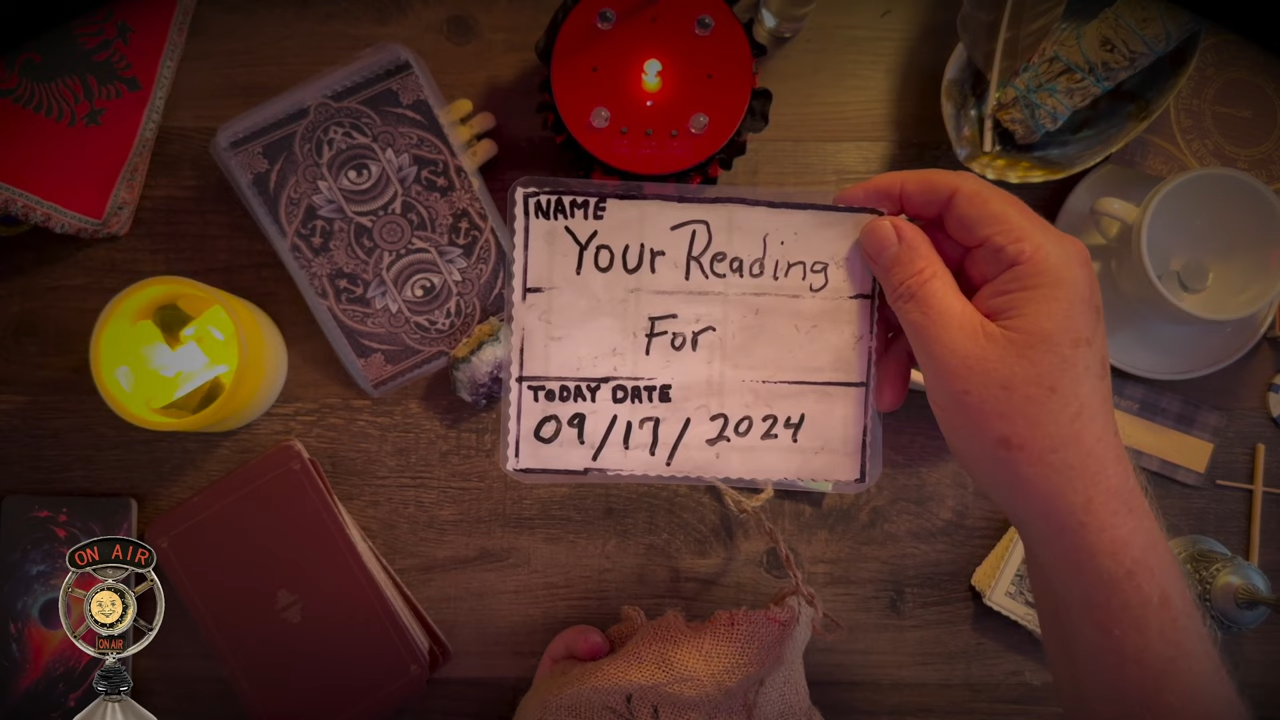 NAME
Your Reading
For
TODAY DATE
09/17/2024
ON AIR
ON AIR